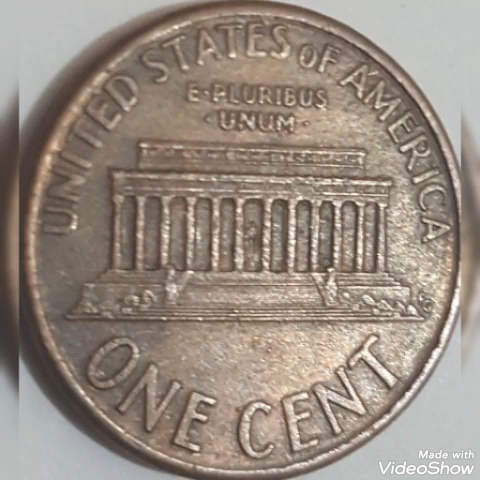 UNITED STATES OF AMERICA
E·PLURIBUS
·UNUM·
ONE CENT
Made with
VideoShow